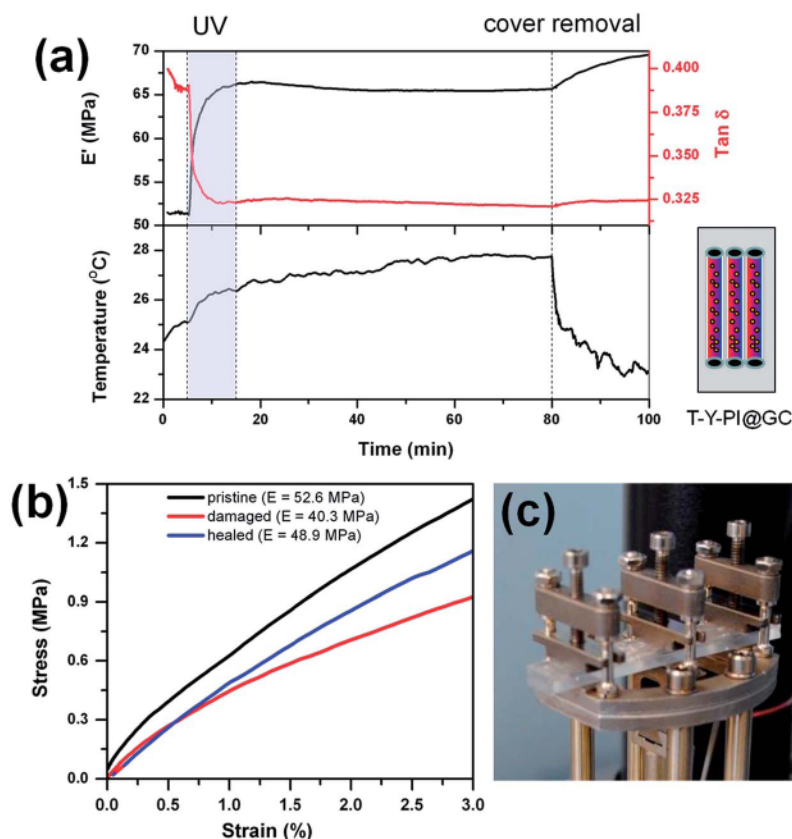 UV
cover removal
(a)
70
65
60
55
50
E' (MPa)
0.400
0.375
0.350
0.325
Tan δ
28
26
24
22
Temperature (°C)
0
20
40
60
80
100
Time (min)
T-Y-PI@GC
(b)
1.5
1.2
0.9
0.6
0.3
0.0
Stress (MPa)
pristine (E = 52.6 MPa)
damaged (E = 40.3 MPa)
healed (E = 48.9 MPa)
0.0
0.5
1.0
1.5
2.0
2.5
3.0
Strain (%)
(c)